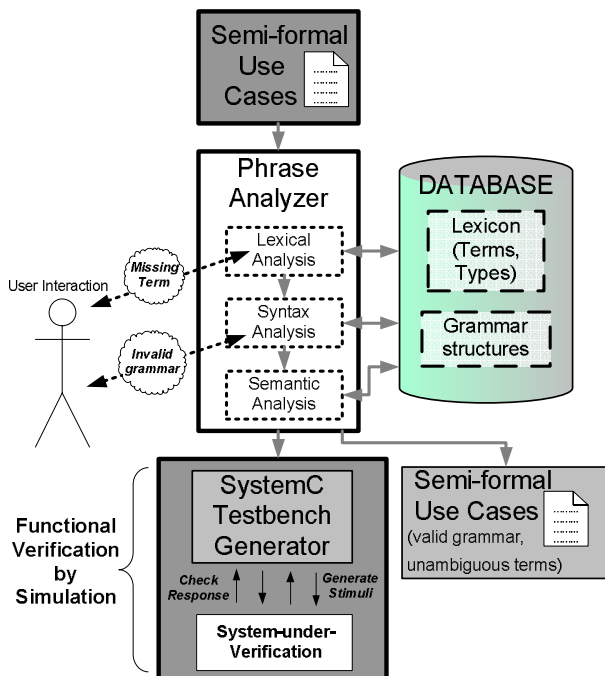 Semi-formal
Use
Cases
Phrase
Analyzer
DATABASE
Lexical
Analysis
Lexicon
(Terms,
Types)
Missing
Term
User Interaction
Syntax
Analysis
Grammar
structures
Invalid
grammar
Semantic
Analysis
SystemC
Testbench
Generator
Semi-formal
Use Cases
(valid grammar,
unambiguous terms)
Functional
Verification
by
Simulation
Check
Response
Generate
Stimuli
System-under-
Verification